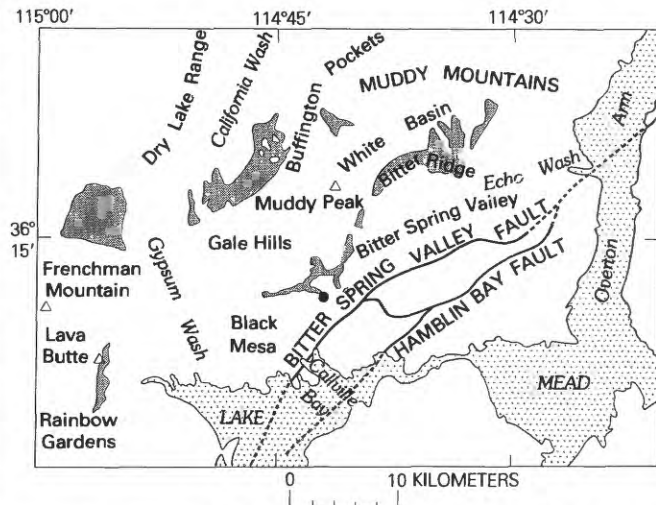 115°00' 114°45' 114°30'
Dry Lake Range
California Wash
Buffington Pockets
MUDDY MOUNTAINS
White Basin
Bitter Ridge
Echo Wash
Overton Arm
Muddy Peak
36°
15'
Gale Hills
Bitter Spring Valley
BITTER SPRING VALLEY FAULT
HAMBLIN BAY FAULT
Frenchman
Mountain
Gypsum Wash
Lava
Butte
Black
Mesa
Callville
Bay
LAKE MEAD
Rainbow
Gardens
0 10 KILOMETERS